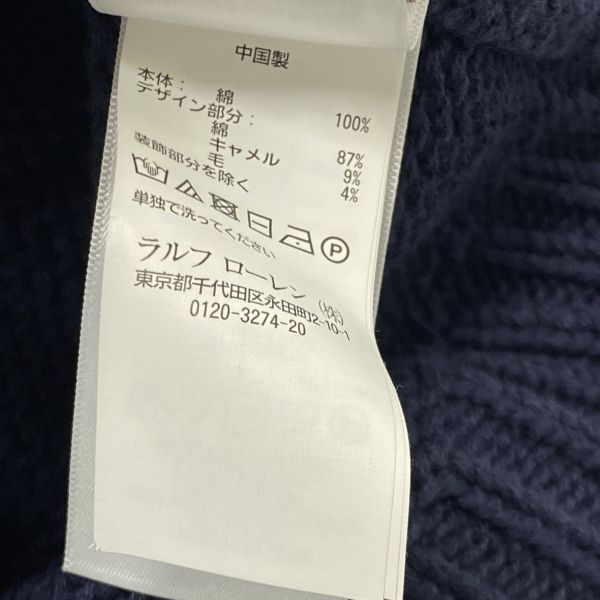 中国製
本体:
綿 100%
デザイン部分:
綿 87%
キャメル 9%
毛 4%
装飾部分を除く
P
単独で洗ってください
ラルフ ローレン (株)
東京都千代田区永田町2-10-1
0120-3274-20